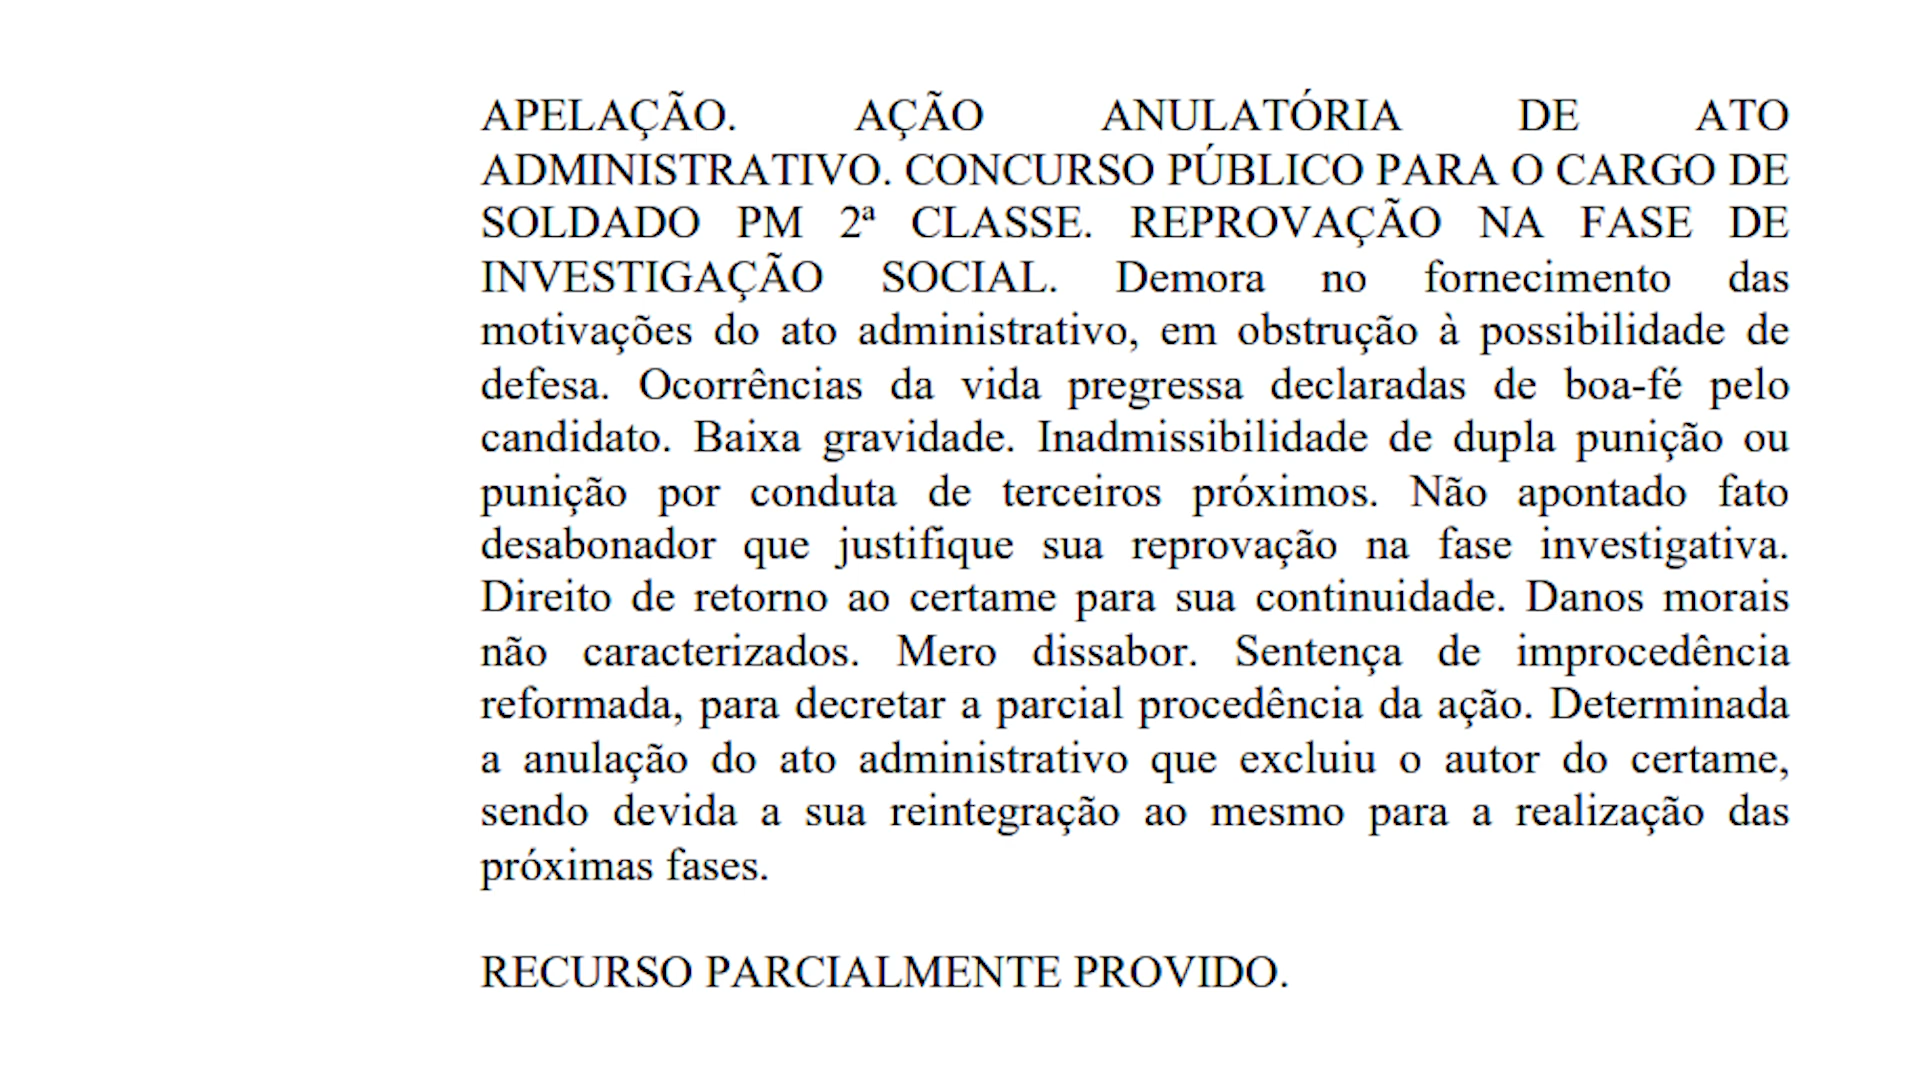 APELAÇÃO. AÇÃO ANULATÓRIA DE ATO
ADMINISTRATIVO. CONCURSO PÚBLICO PARA O CARGO DE
SOLDADO PM 2ª CLASSE. REPROVAÇÃO NA FASE DE
INVESTIGAÇÃO SOCIAL. Demora no fornecimento das
motivações do ato administrativo, em obstrução à possibilidade de
defesa. Ocorrências da vida pregressa declaradas de boa-fé pelo
candidato. Baixa gravidade. Inadmissibilidade de dupla punição ou
punição por conduta de terceiros próximos. Não apontado fato
desabonador que justifique sua reprovação na fase investigativa.
Direito de retorno ao certame para sua continuidade. Danos morais
não caracterizados. Mero dissabor. Sentença de improcedência
reformada, para decretar a parcial procedência da ação. Determinada
a anulação do ato administrativo que excluiu o autor do certame,
sendo devida a sua reintegração ao mesmo para a realização das
próximas fases.
RECURSO PARCIALMENTE PROVIDO.